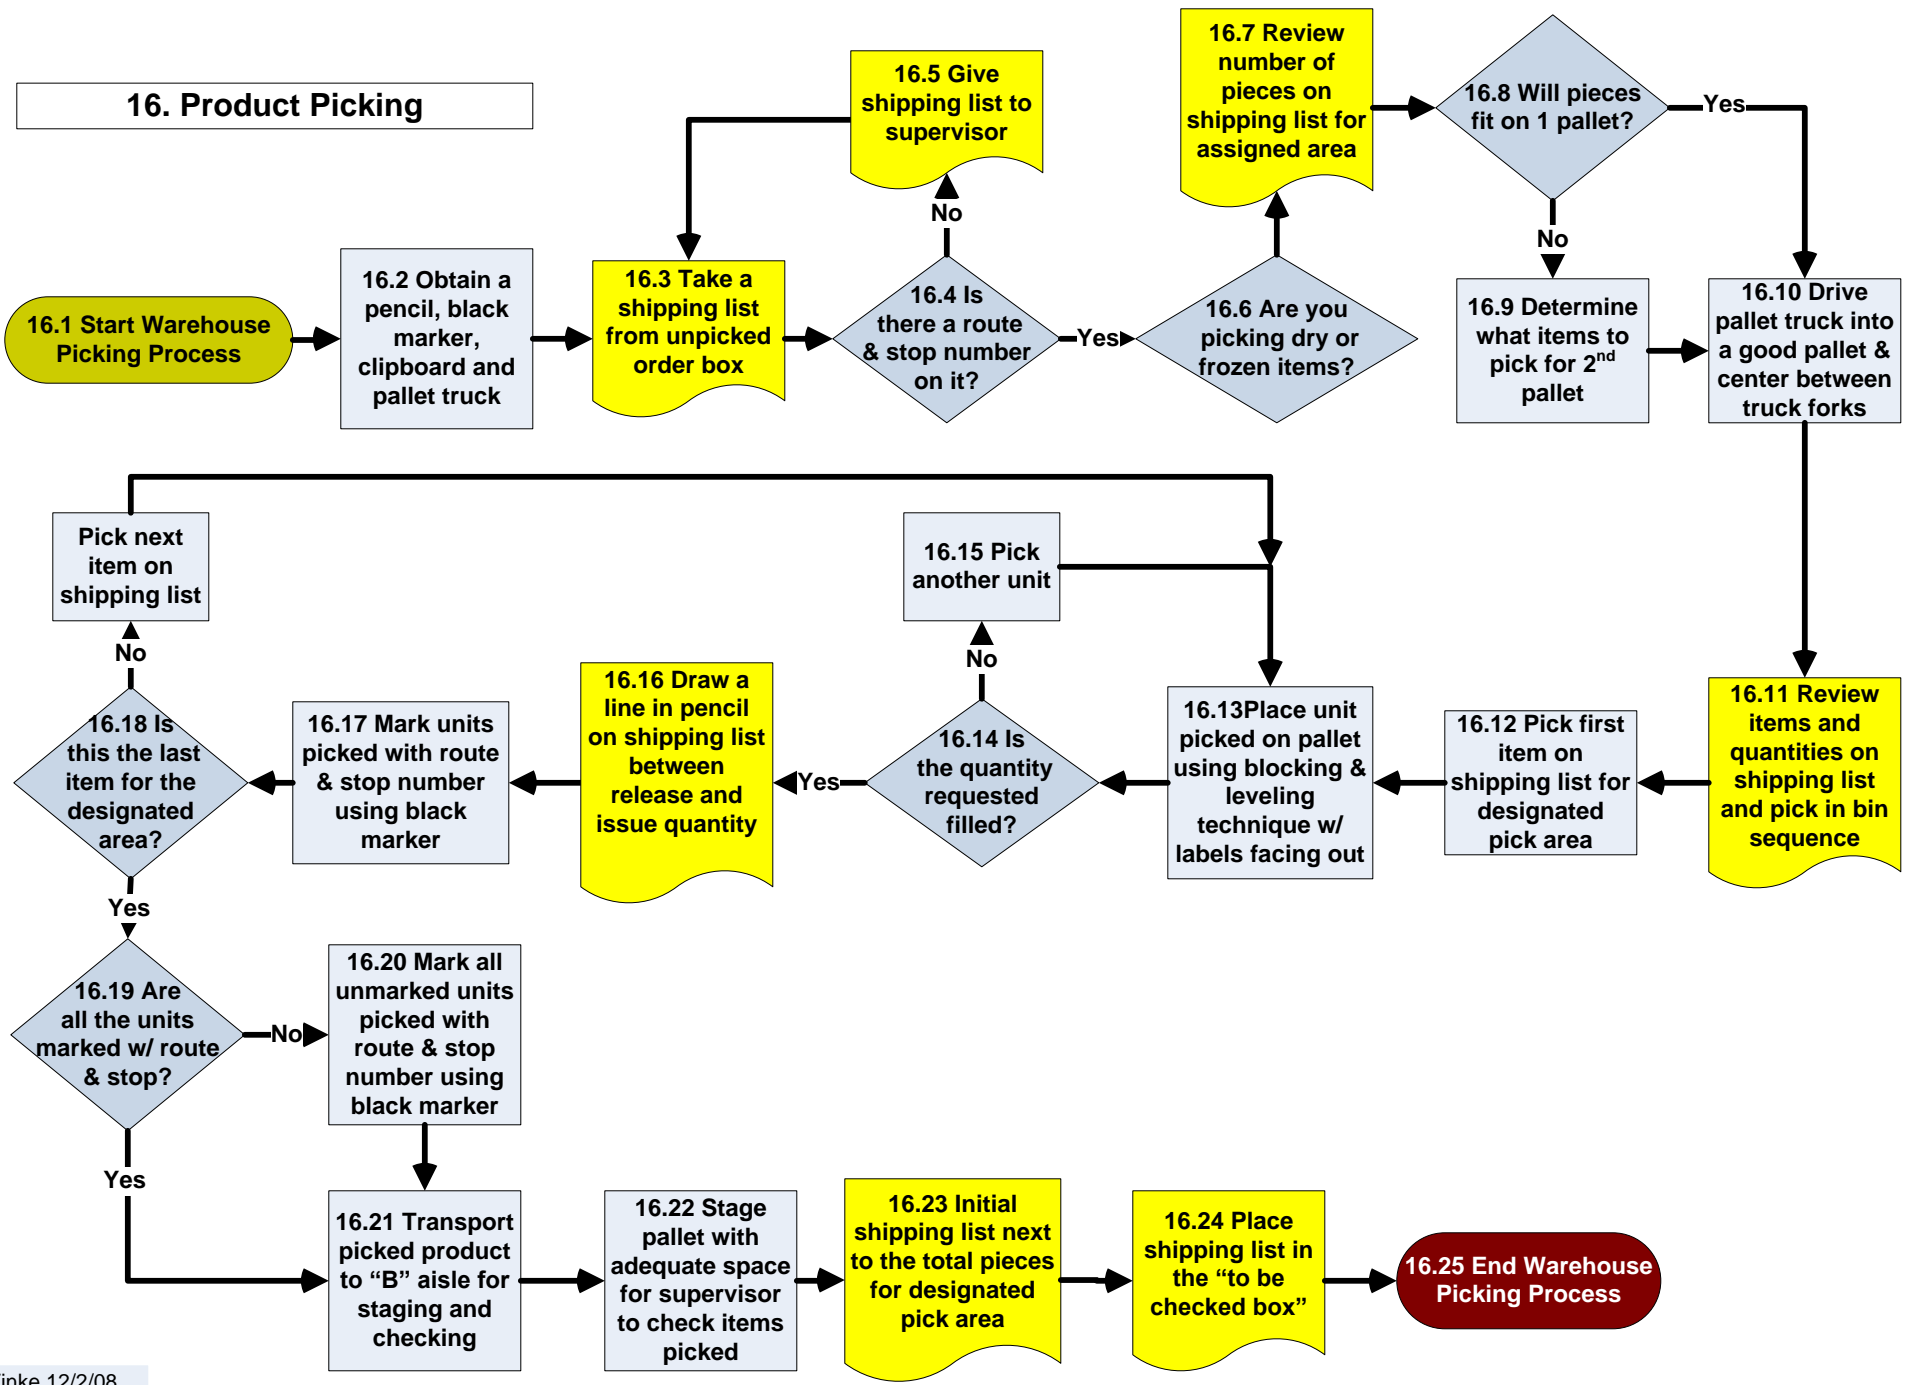 16. Product Picking
16.1 Start Warehouse
Picking Process
16.2 Obtain a
pencil, black
marker,
clipboard and
pallet truck
16.3 Take a
shipping list
from unpicked
order box
16.4 Is
there a route
& stop number
on it?
No
16.5 Give
shipping list to
supervisor
Yes
16.6 Are you
picking dry or
frozen items?
16.7 Review
number of
pieces on
shipping list for
assigned area
16.8 Will pieces
fit on 1 pallet?
Yes
No
16.9 Determine
what items to
pick for 2nd
pallet
16.10 Drive
pallet truck into
a good pallet &
center between
truck forks
16.11 Review
items and
quantities on
shipping list
and pick in bin
sequence
16.12 Pick first
item on
shipping list for
designated
pick area
16.13Place unit
picked on pallet
using blocking &
leveling
technique w/
labels facing out
16.14 Is
the quantity
requested
filled?
No
16.15 Pick
another unit
Yes
16.16 Draw a
line in pencil
on shipping list
between
release and
issue quantity
16.17 Mark units
picked with route
& stop number
using black
marker
16.18 Is
this the last
item for the
designated
area?
No
Pick next
item on
shipping list
Yes
16.19 Are
all the units
marked w/ route
& stop?
No
16.20 Mark all
unmarked units
picked with
route & stop
number using
black marker
Yes
16.21 Transport
picked product
to “B” aisle for
staging and
checking
16.22 Stage
pallet with
adequate space
for supervisor
to check items
picked
16.23 Initial
shipping list next
to the total pieces
for designated
pick area
16.24 Place
shipping list in
the “to be
checked box”
16.25 End Warehouse
Picking Process
12/2/08